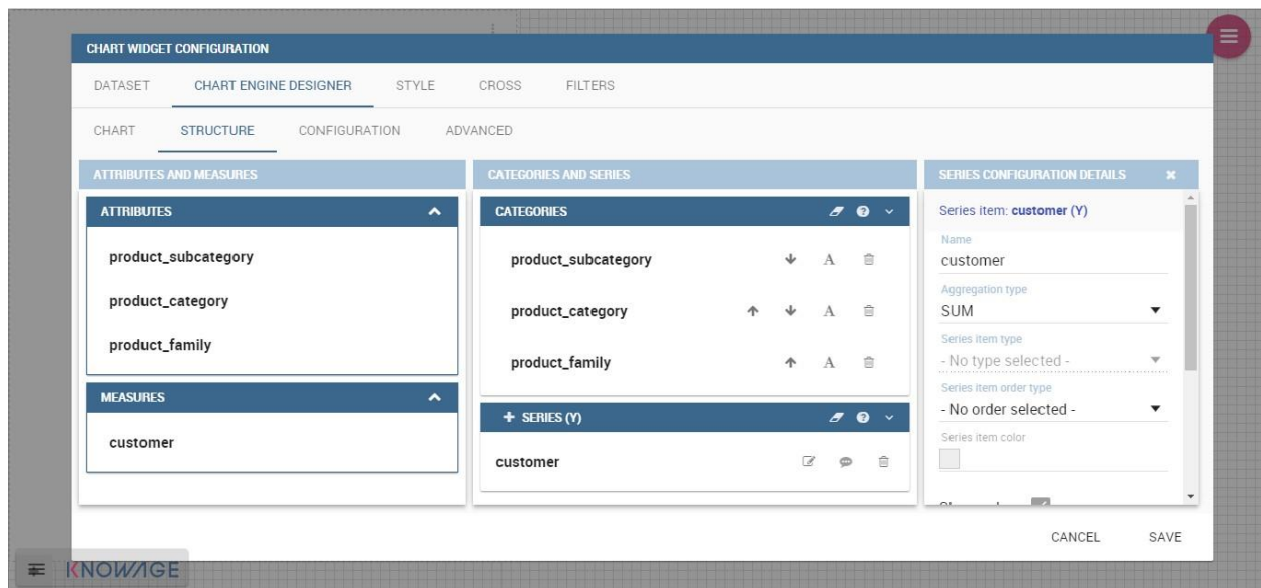 CHART WIDGET CONFIGURATION
DATASET CHART ENGINE DESIGNER STYLE CROSS FILTERS
CHART STRUCTURE CONFIGURATION ADVANCED
ATTRIBUTES AND MEASURES
ATTRIBUTES
product_subcategory
product_category
product_family
MEASURES
customer
CATEGORIES AND SERIES
CATEGORIES
product_subcategory A
product_category A
product_family A
+ SERIES (Y)
customer
SERIES CONFIGURATION DETAILS
Series item: customer (Y)
Name
customer
Aggregation type
SUM
Series item type
- No type selected -
Series item order type
- No order selected -
Series item color
CANCEL SAVE
KNOWAGE